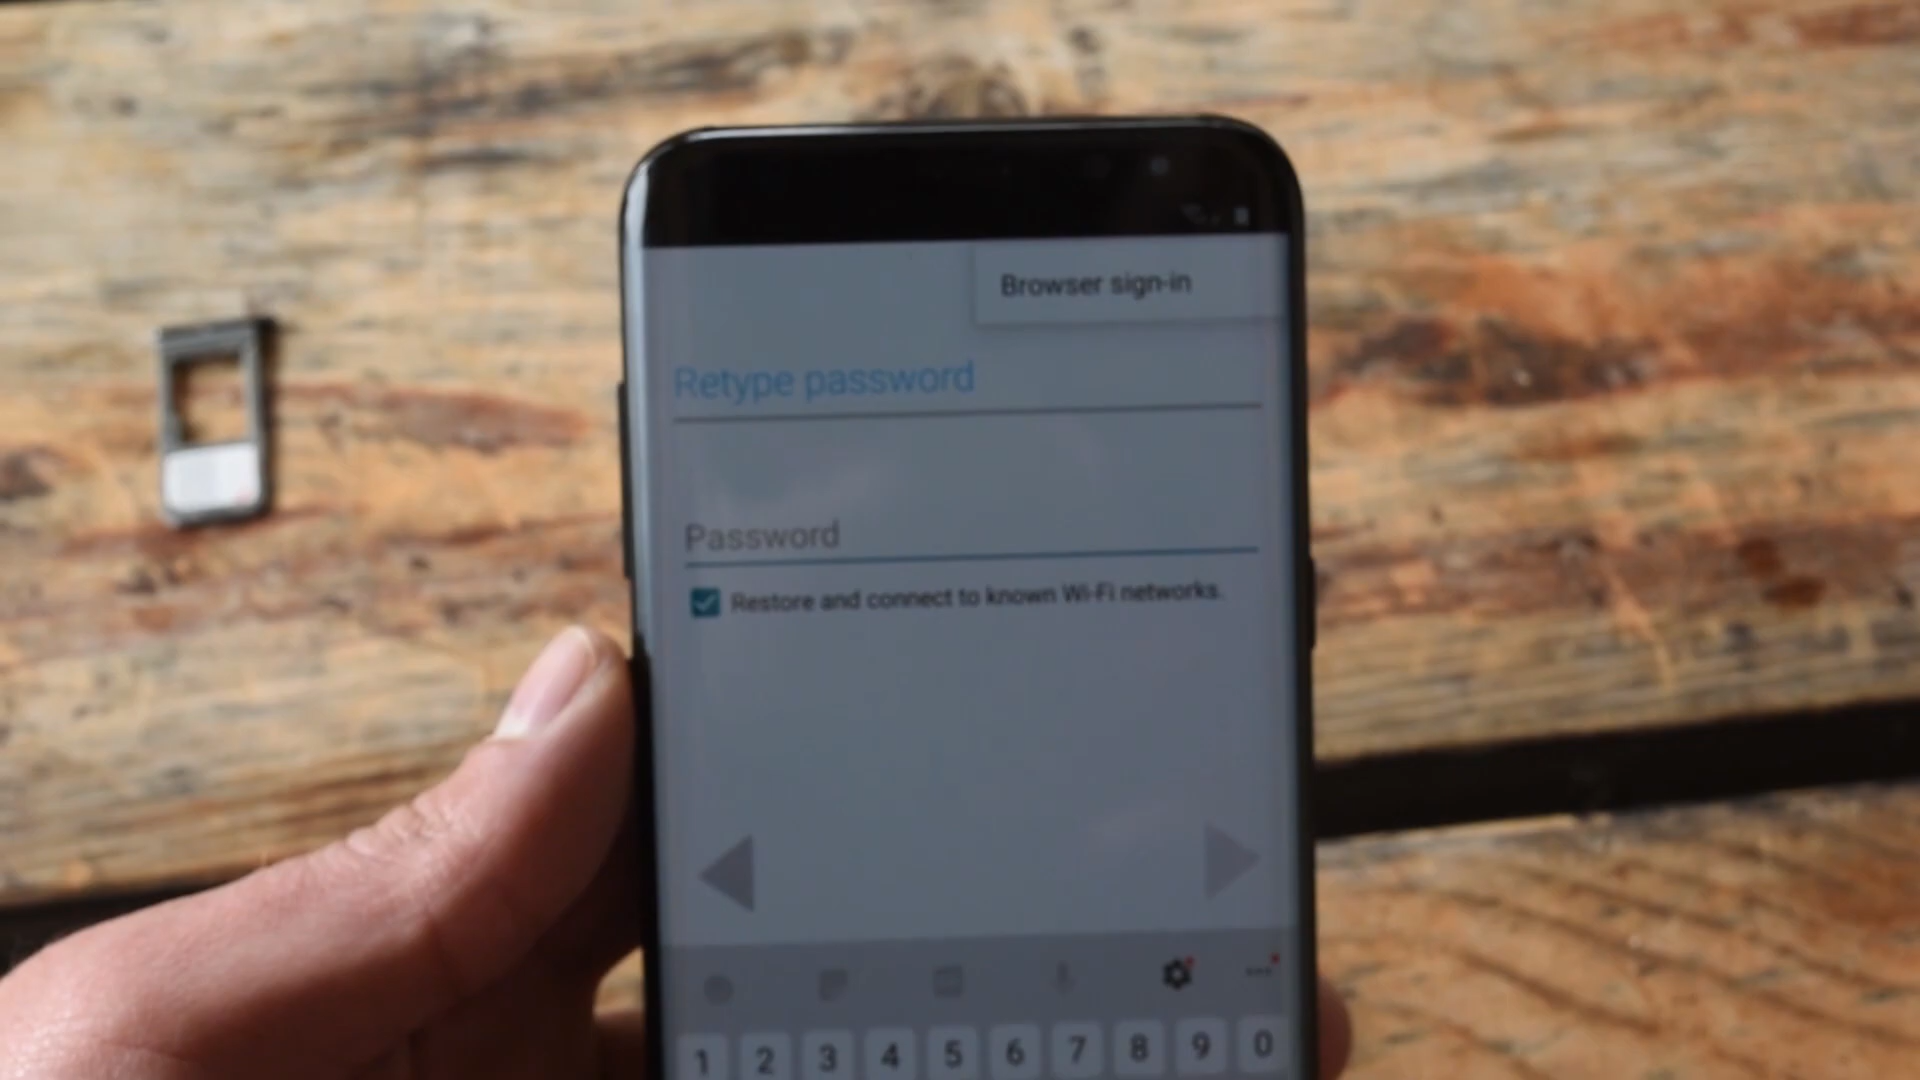 Browser sign-in
Retype password
Password
Restore and connect to known Wi-Fi networks.
1 2 3 4 5 6 7 8 9 0